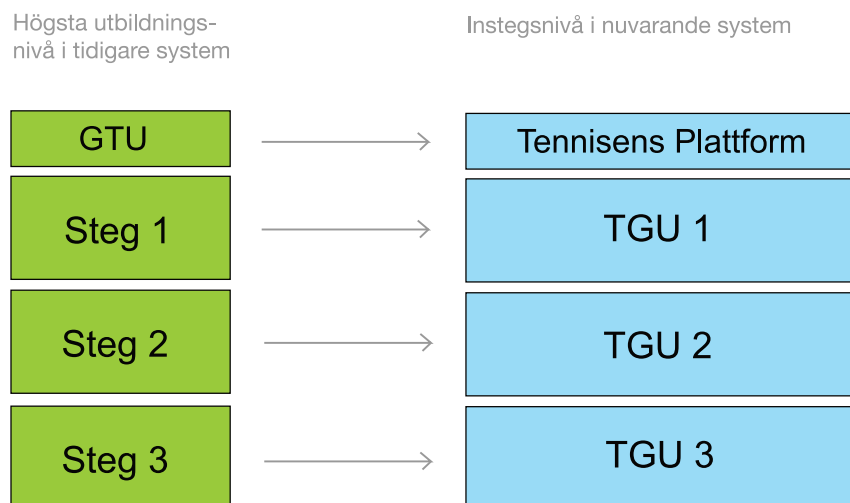 Högsta utbildnings-
nivå i tidigare system
Instegsnivå i nuvarande system
GTU
Tennisens Plattform
Steg 1
TGU 1
Steg 2
TGU 2
Steg 3
TGU 3